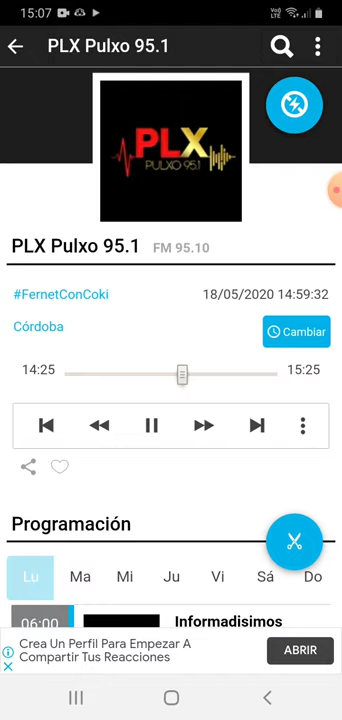 15:07
Vo)) LTE
PLX Pulxo 95.1
PLX
PULXO 95.1
PLX Pulxo 95.1 FM 95.10
#FernetConCoki 18/05/2020 14:59:32
Córdoba
Cambiar
14:25 15:25
Programación
Lu Ma Mi Ju Vi Sá Do
06:00 Informadisimos
Crea Un Perfil Para Empezar A
Compartir Tus Reacciones
ABRIR